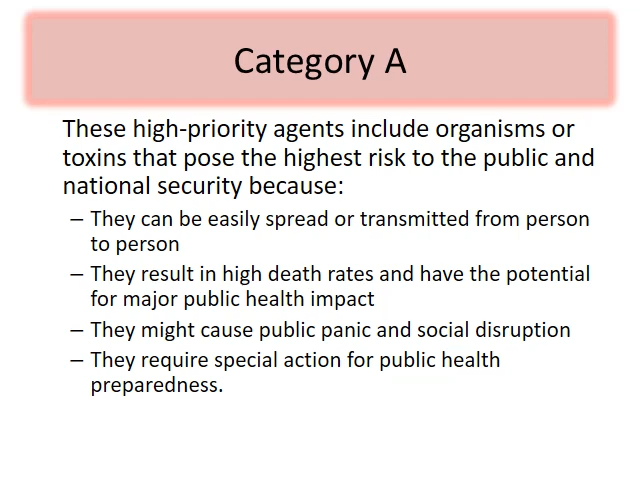 Category A
These high-priority agents include organisms or
toxins that pose the highest risk to the public and
national security because:
– They can be easily spread or transmitted from person
to person
– They result in high death rates and have the potential
for major public health impact
– They might cause public panic and social disruption
– They require special action for public health
preparedness.